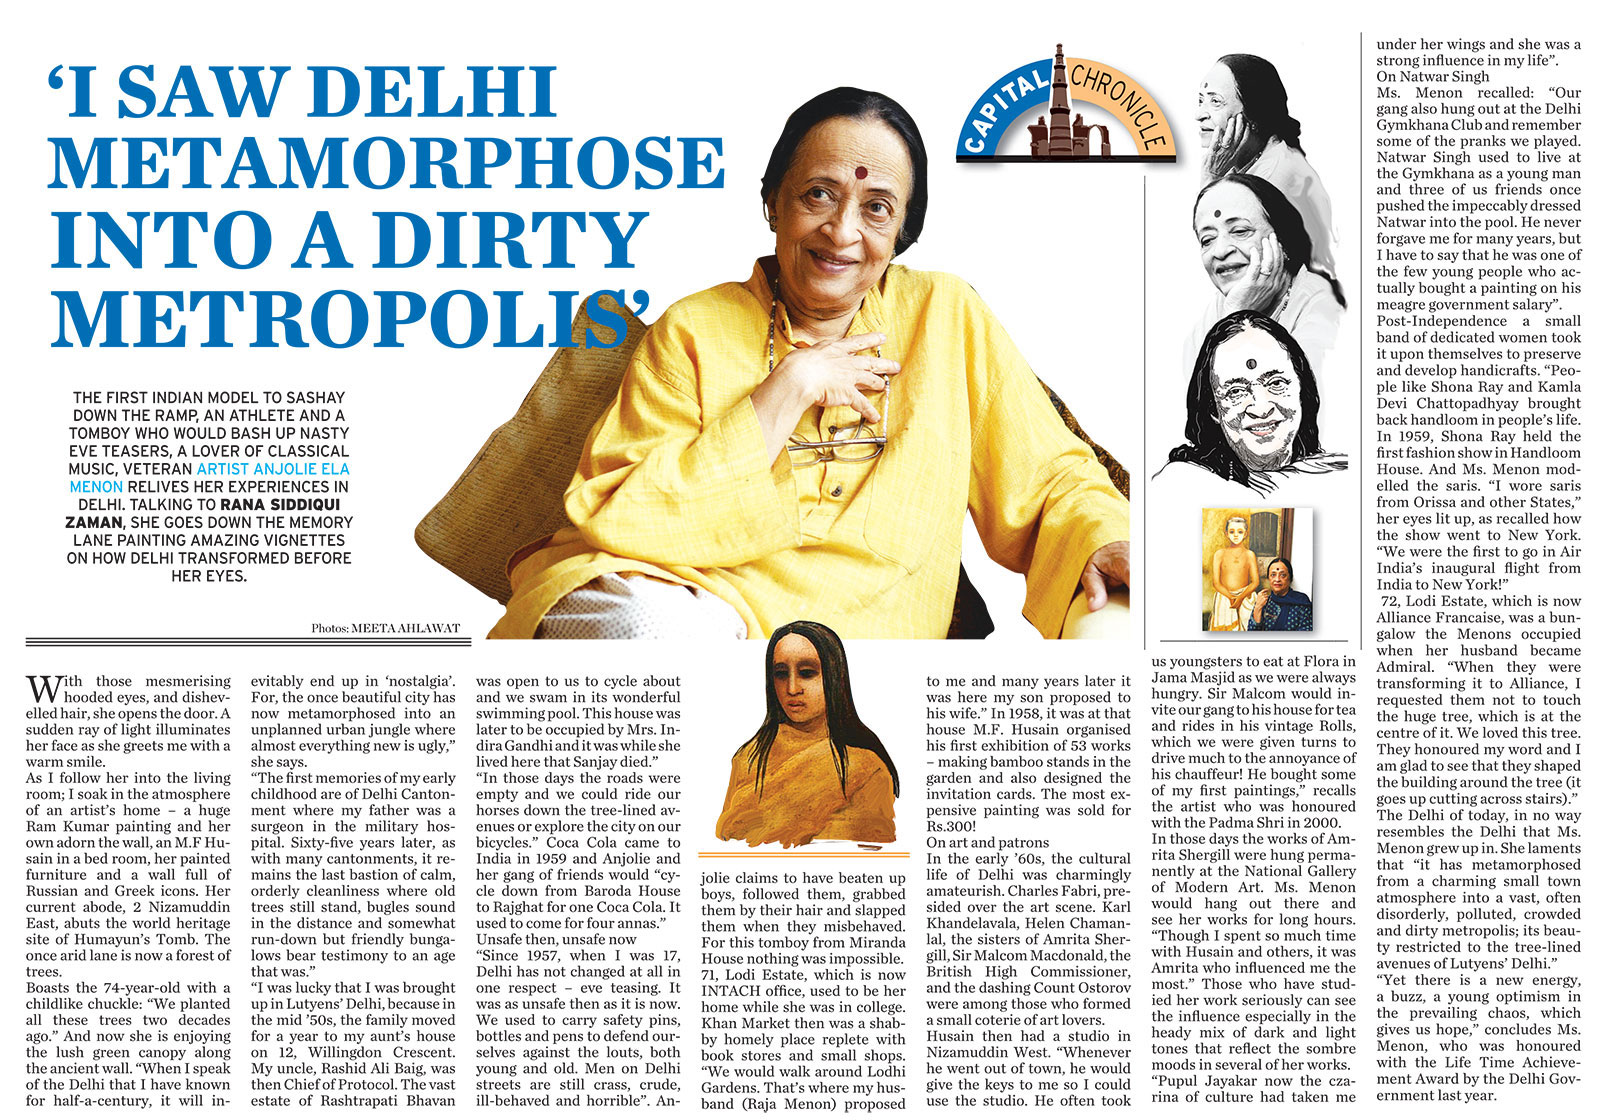 ‘I SAW DELHI
METAMORPHOSE
INTO A DIRTY
METROPOLIS’
CAPITAL CHRONICLE
THE FIRST INDIAN MODEL TO SASHAY
DOWN THE RAMP, AN ATHLETE AND A
TOMBOY WHO WOULD BASH UP NASTY
EVE TEASERS, A LOVER OF CLASSICAL
MUSIC, VETERAN ARTIST ANJOLIE ELA
MENON RELIVES HER EXPERIENCES IN
DELHI. TALKING TO RANA SIDDIQUI
ZAMAN, SHE GOES DOWN THE MEMORY
LANE PAINTING AMAZING VIGNETTES
ON HOW DELHI TRANSFORMED BEFORE
HER EYES.
Photos: MEETA AHLAWAT
With those mesmerising
hooded eyes, and dishev-
elled hair, she opens the door. A
sudden ray of light illuminates
her face as she greets me with a
warm smile.
As I follow her into the living
room; I soak in the atmosphere
of an artist’s home – a huge
Ram Kumar painting and her
own adorn the wall, an M.F Hu-
sain in a bed room, her painted
furniture and a wall full of
Russian and Greek icons. Her
current abode, 2 Nizamuddin
East, abuts the world heritage
site of Humayun’s Tomb. The
once arid lane is now a forest of
trees.
Boasts the 74-year-old with a
childlike chuckle: “We planted
all these trees two decades
ago.” And now she is enjoying
the lush green canopy along
the ancient wall. “When I speak
of the Delhi that I have known
for half-a-century, it will in-
evitably end up in ‘nostalgia’.
For, the once beautiful city has
now metamorphosed into an
unplanned urban jungle where
almost everything new is ugly,”
she says.
“The first memories of my early
childhood are of Delhi Canton-
ment where my father was a
surgeon in the military hos-
pital. Sixty-five years later, as
with many cantonments, it re-
mains the last bastion of calm,
orderly cleanliness where old
trees still stand, bugles sound
in the distance and somewhat
run-down but friendly bunga-
lows bear testimony to an age
that was.”
“I was lucky that I was brought
up in Lutyens’ Delhi, because in
the mid ’50s, the family moved
for a year to my aunt’s house
on 12, Willingdon Crescent.
My uncle, Rashid Ali Baig, was
then Chief of Protocol. The vast
estate of Rashtrapati Bhavan
was open to us to cycle about
and we swam in its wonderful
swimming pool. This house was
later to be occupied by Mrs. In-
dira Gandhi and it was while she
lived here that Sanjay died.”
“In those days the roads were
empty and we could ride our
horses down the tree-lined av-
enues or explore the city on our
bicycles.” Coca Cola came to
India in 1959 and Anjolie and
her gang of friends would “cy-
cle down from Baroda House
to Rajghat for one Coca Cola. It
used to come for four annas.”
Unsafe then, unsafe now
“Since 1957, when I was 17,
Delhi has not changed at all in
one respect – eve teasing. It
was as unsafe then as it is now.
We used to carry safety pins,
bottles and pens to defend our-
selves against the louts, both
young and old. Men on Delhi
streets are still crass, crude,
ill-behaved and horrible”. An-
jolie claims to have beaten up
boys, followed them, grabbed
them by their hair and slapped
them when they misbehaved.
For this tomboy from Miranda
House nothing was impossible.
71, Lodi Estate, which is now
INTACH office, used to be her
home while she was in college.
Khan Market then was a shab-
by homely place replete with
book stores and small shops.
“We would walk around Lodhi
Gardens. That’s where my hus-
band (Raja Menon) proposed
to me and many years later it
was here my son proposed to
his wife.” In 1958, it was at that
house M.F. Husain organised
his first exhibition of 53 works
– making bamboo stands in the
garden and also designed the
invitation cards. The most ex-
pensive painting was sold for
Rs.300!
On art and patrons
In the early ’60s, the cultural
life of Delhi was charmingly
amateurish. Charles Fabri, pre-
sided over the art scene. Karl
Khandelavala, Helen Chaman-
lal, the sisters of Amrita Sher-
gill, Sir Malcom Macdonald, the
British High Commissioner,
and the dashing Count Ostorov
were among those who formed
a small coterie of art lovers.
Husain then had a studio in
Nizamuddin West. “Whenever
he went out of town, he would
give the keys to me so I could
use the studio. He often took
us youngsters to eat at Flora in
Jama Masjid as we were always
hungry. Sir Malcom would in-
vite our gang to his house for tea
and rides in his vintage Rolls,
which we were given turns to
drive much to the annoyance of
his chauffeur! He bought some
of my first paintings,” recalls
the artist who was honoured
with the Padma Shri in 2000.
In those days the works of Am-
rita Shergill were hung perma-
nently at the National Gallery
of Modern Art. Ms. Menon
would hang out there and
see her works for long hours.
“Though I spent so much time
with Husain and others, it was
Amrita who influenced me the
most.” Those who have stud-
ied her work seriously can see
the influence especially in the
heady mix of dark and light
tones that reflect the sombre
moods in several of her works.
“Pupul Jayakar now the cza-
rina of culture had taken me
under her wings and she was a
strong influence in my life”.
On Natwar Singh
Ms. Menon recalled: “Our
gang also hung out at the Delhi
Gymkhana Club and remember
some of the pranks we played.
Natwar Singh used to live at
the Gymkhana as a young man
and three of us friends once
pushed the impeccably dressed
Natwar into the pool. He never
forgave me for many years, but
I have to say that he was one of
the few young people who ac-
tually bought a painting on his
meagre government salary”.
Post-Independence a small
band of dedicated women took
it upon themselves to preserve
and develop handicrafts. “Peo-
ple like Shona Ray and Kamla
Devi Chattopadhyay brought
back handloom in people’s life.
In 1959, Shona Ray held the
first fashion show in Handloom
House. And Ms. Menon mod-
elled the saris. “I wore saris
from Orissa and other States,”
her eyes lit up, as recalled how
the show went to New York.
“We were the first to go in Air
India’s inaugural flight from
India to New York!”
72, Lodi Estate, which is now
Alliance Francaise, was a bun-
galow the Menons occupied
when her husband became
Admiral. “When they were
transforming it to Alliance, I
requested them not to touch
the huge tree, which is at the
centre of it. We loved this tree.
They honoured my word and I
am glad to see that they shaped
the building around the tree (it
goes up cutting across stairs).”
The Delhi of today, in no way
resembles the Delhi that Ms.
Menon grew up in. She laments
that “it has metamorphosed
from a charming small town
atmosphere into a vast, often
disorderly, polluted, crowded
and dirty metropolis; its beau-
ty restricted to the tree-lined
avenues of Lutyens’ Delhi.”
“Yet there is a new energy,
a buzz, a young optimism in
the prevailing chaos, which
gives us hope,” concludes Ms.
Menon, who was honoured
with the Life Time Achieve-
ment Award by the Delhi Gov-
ernment last year.